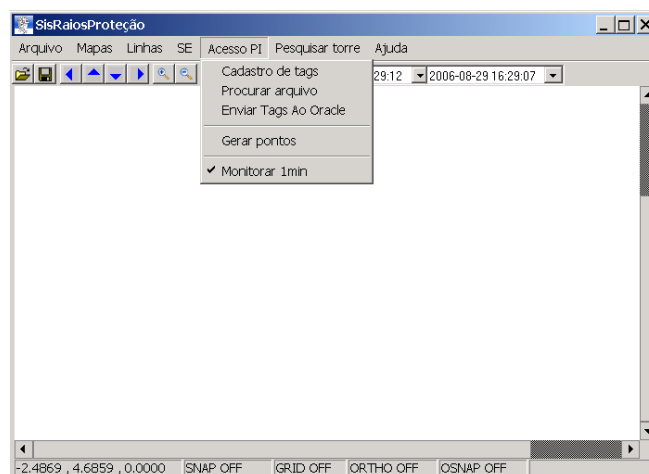 SisRaiosProteção
Arquivo Mapas Linhas SE Acesso PI Pesquisar torre Ajuda
29:12 2006-08-29 16:29:07
Cadastro de tags
Procurar arquivo
Enviar Tags Ao Oracle
Gerar pontos
Monitorar 1min
-2.4869 , 4.6859 , 0.0000 SNAP OFF GRID OFF ORTHO OFF OSNAP OFF